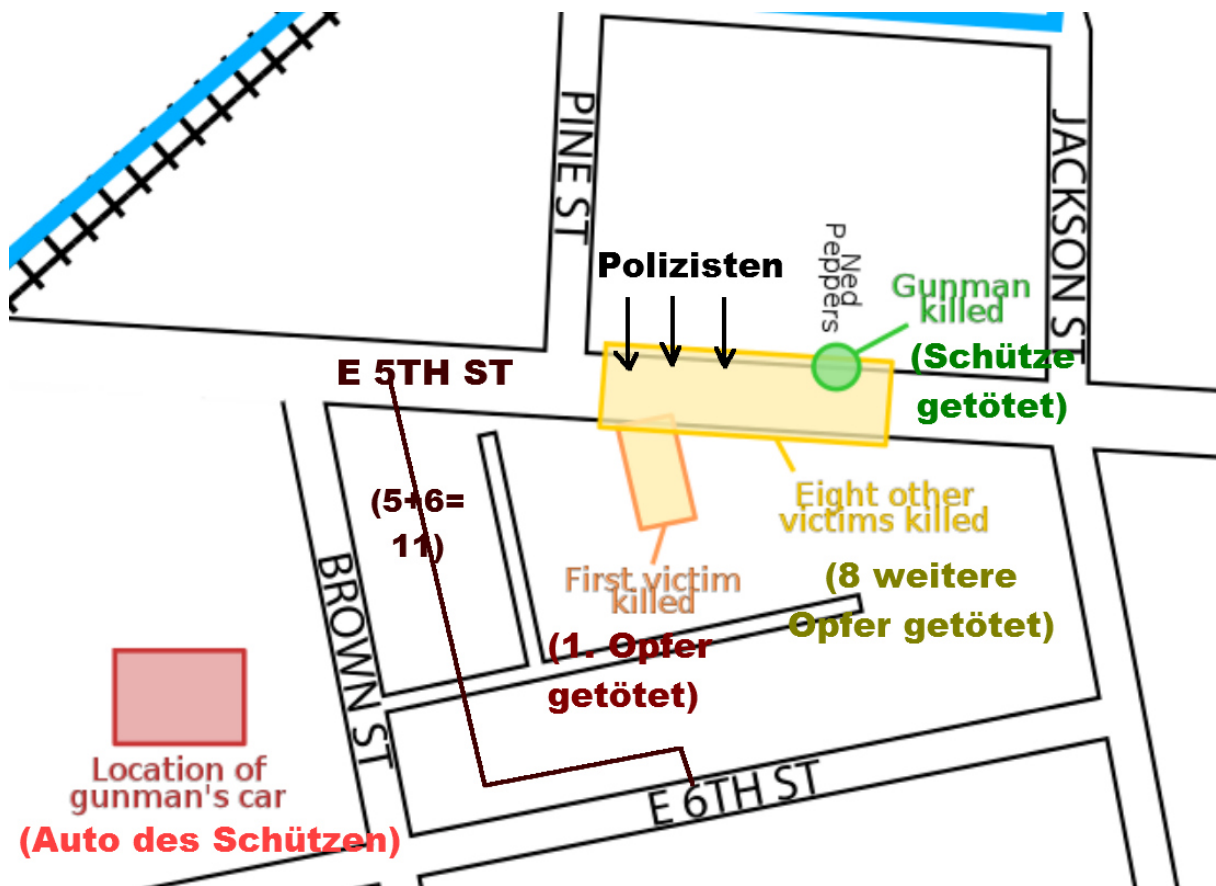 PINE ST
JACKSON ST
Ned
Peppers
Polizisten
Gunman
killed
(Schütze
getötet)
E 5TH ST
(5+6=
11)
Eight other
victims killed
(8 weitere
Opfer getötet)
First victim
killed
(1. Opfer
getötet)
BROWN ST
Location of
gunman's car
(Auto des Schützen)
E 6TH ST